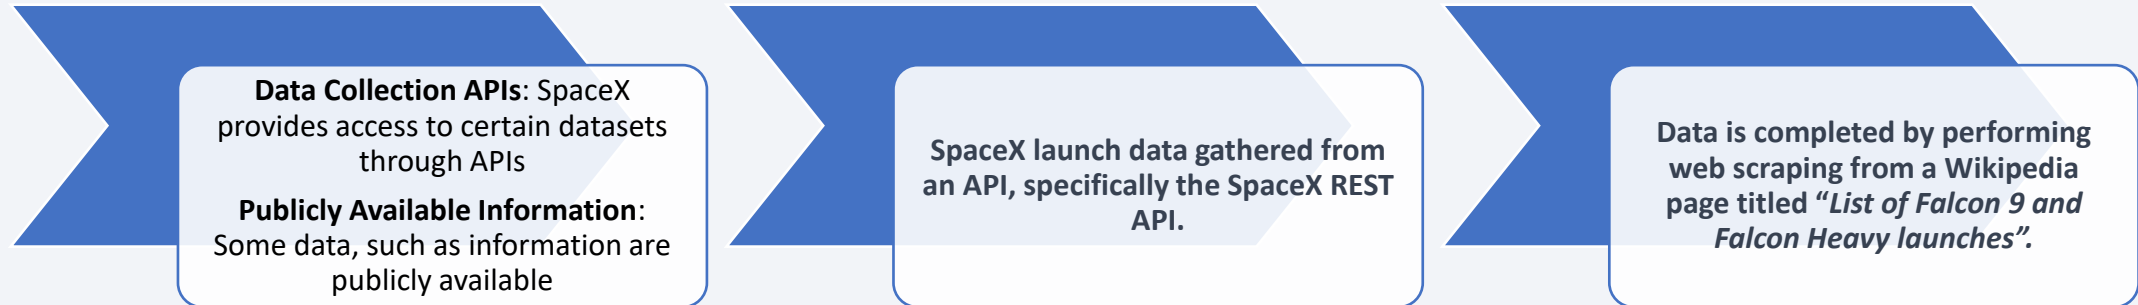 Data Collection APIs: SpaceX
provides access to certain datasets
through APIs
Publicly Available Information:
Some data, such as information are
publicly available
SpaceX launch data gathered from
an API, specifically the SpaceX REST
API.
Data is completed by performing
web scraping from a Wikipedia
page titled “List of Falcon 9 and
Falcon Heavy launches”.